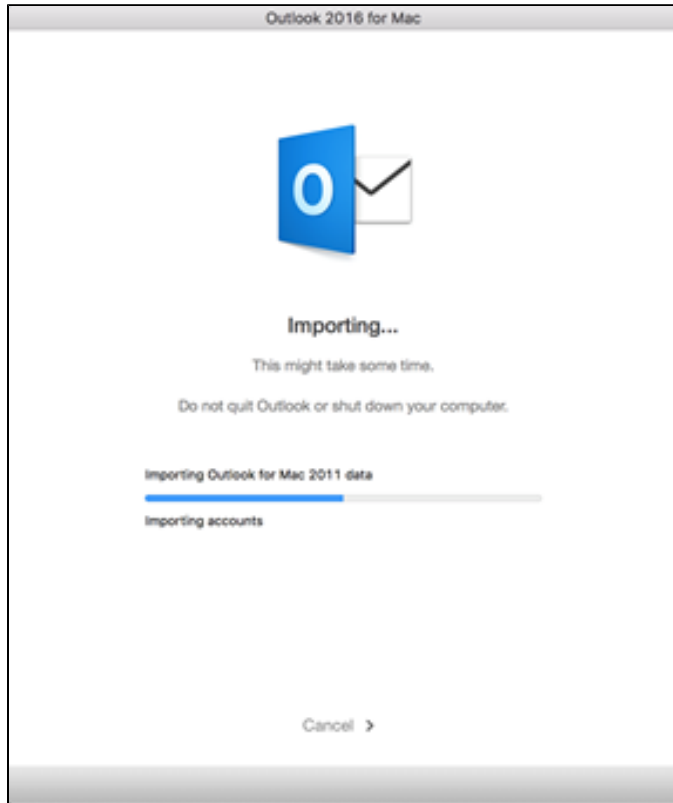 Outlook 2016 for Mac
O
Importing...
This might take some time.
Do not quit Outlook or shut down your computer.
Importing Outlook for Mac 2011 data
Importing accounts
Cancel >